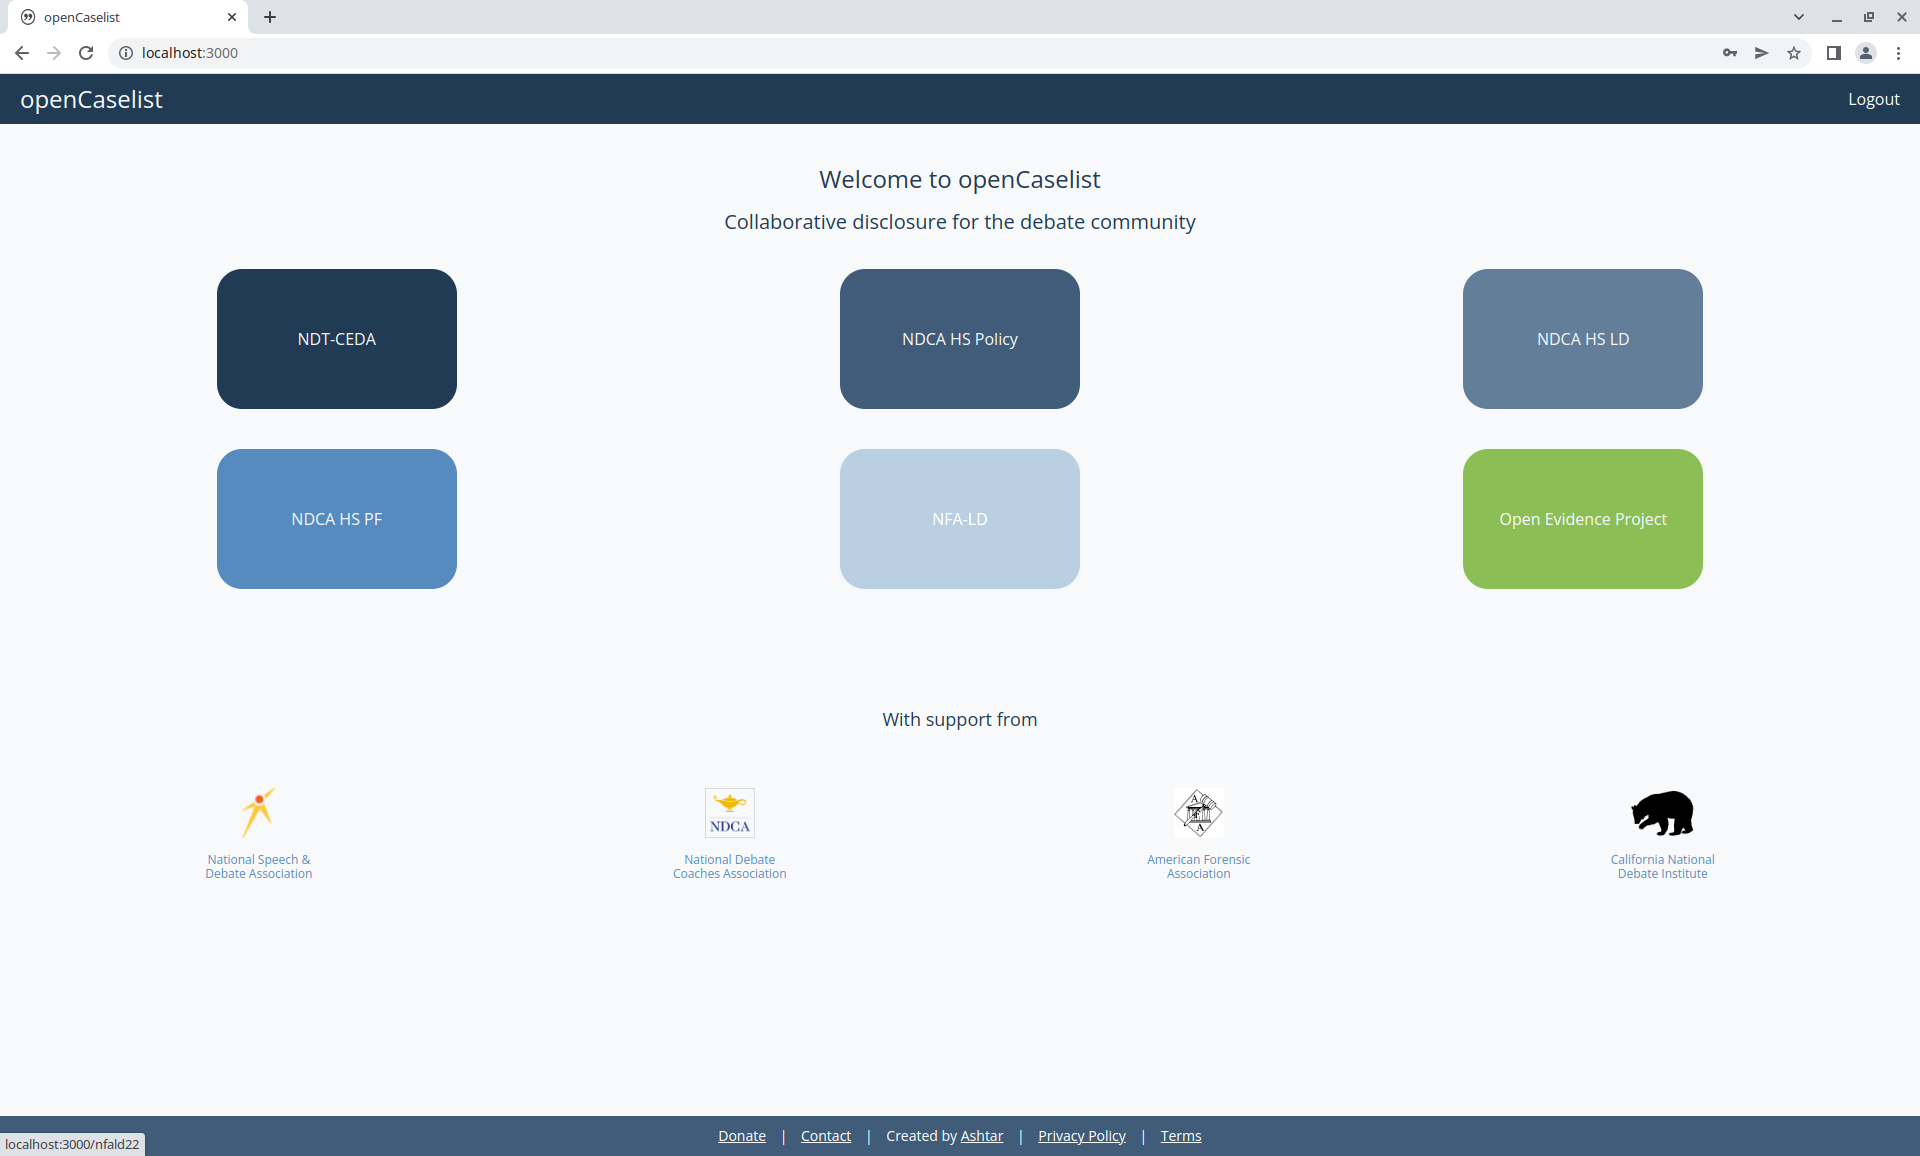 openCaselist
localhost:3000
openCaselist
Logout
Welcome to openCaselist
Collaborative disclosure for the debate community
NDT-CEDA
NDCA HS Policy
NDCA HS LD
NDCA HS PF
NFA-LD
Open Evidence Project
With support from
NDCA
A
F
A
National Speech &
Debate Association
National Debate
Coaches Association
American Forensic
Association
California National
Debate Institute
Donate | Contact | Created by Ashtar | Privacy Policy | Terms
localhost:3000/nfald22